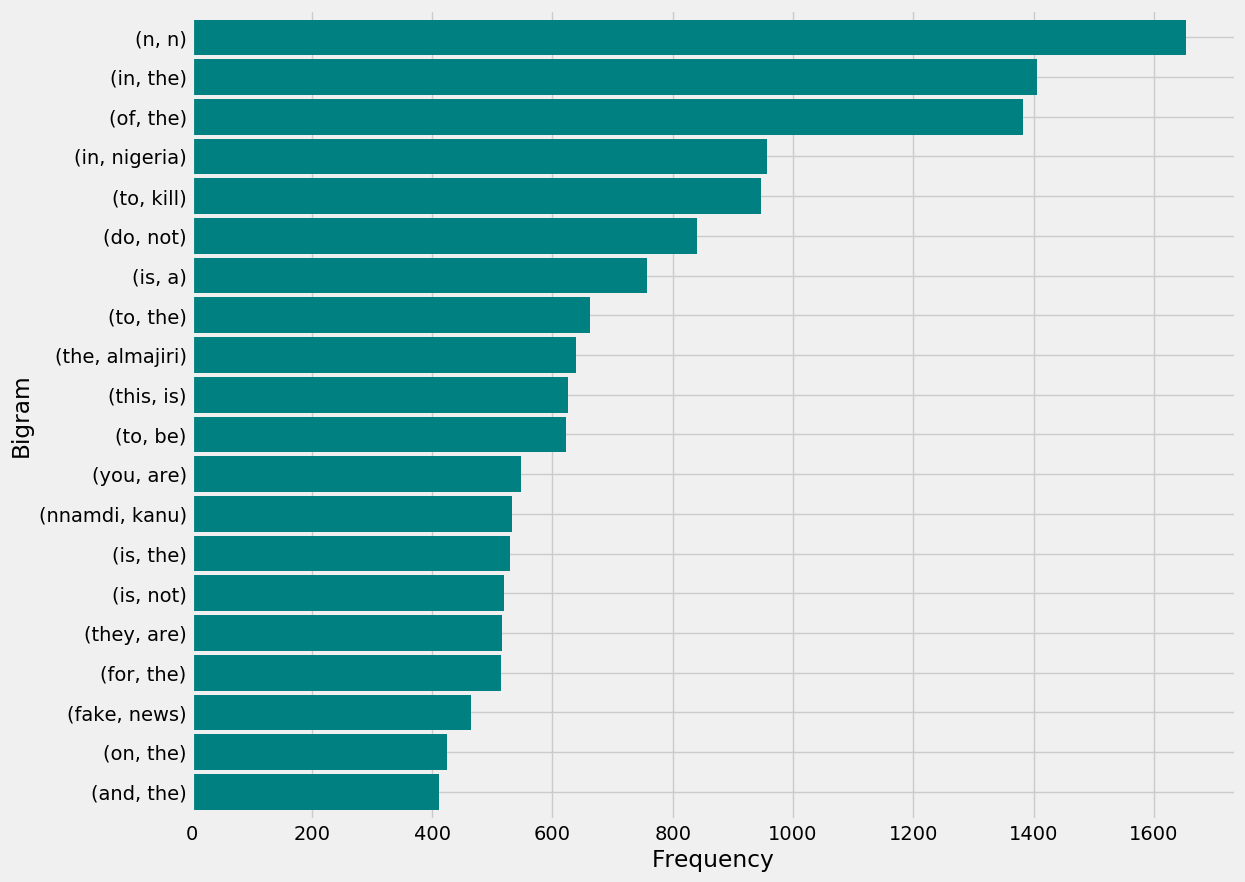 (n, n)
(in, the)
(of, the)
(in, nigeria)
(to, kill)
(do, not)
(is, a)
(to, the)
(the, almajiri)
(this, is)
(to, be)
(you, are)
(nnamdi, kanu)
(is, the)
(is, not)
(they, are)
(for, the)
(fake, news)
(on, the)
(and, the)
Bigram
0 200 400 600 800 1000 1200 1400 1600
Frequency